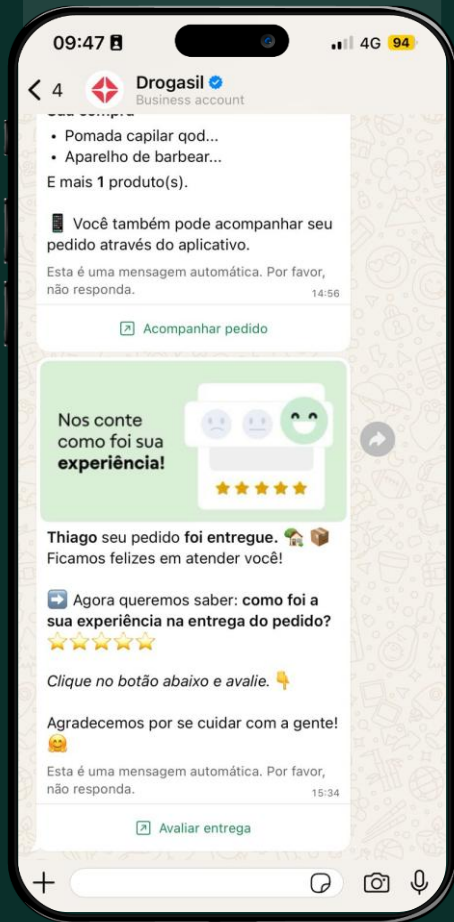 09:47
4G 94
4
Drogasil
Business account
Sua compra
• Pomada capilar qod...
• Aparelho de barbear...
E mais 1 produto(s).
Você também pode acompanhar seu
pedido através do aplicativo.
Esta é uma mensagem automática. Por favor,
não responda.
14:56
Acompanhar pedido
Nos conte
como foi sua
experiência!
Thiago seu pedido foi entregue. 🏡 📦
Ficamos felizes em atender você!
➡️ Agora queremos saber: como foi a
sua experiência na entrega do pedido?
⭐⭐⭐⭐⭐
Clique no botão abaixo e avalie. 👇
Agradecemos por se cuidar com a gente!
🤗
Esta é uma mensagem automática. Por favor,
não responda.
15:34
Avaliar entrega